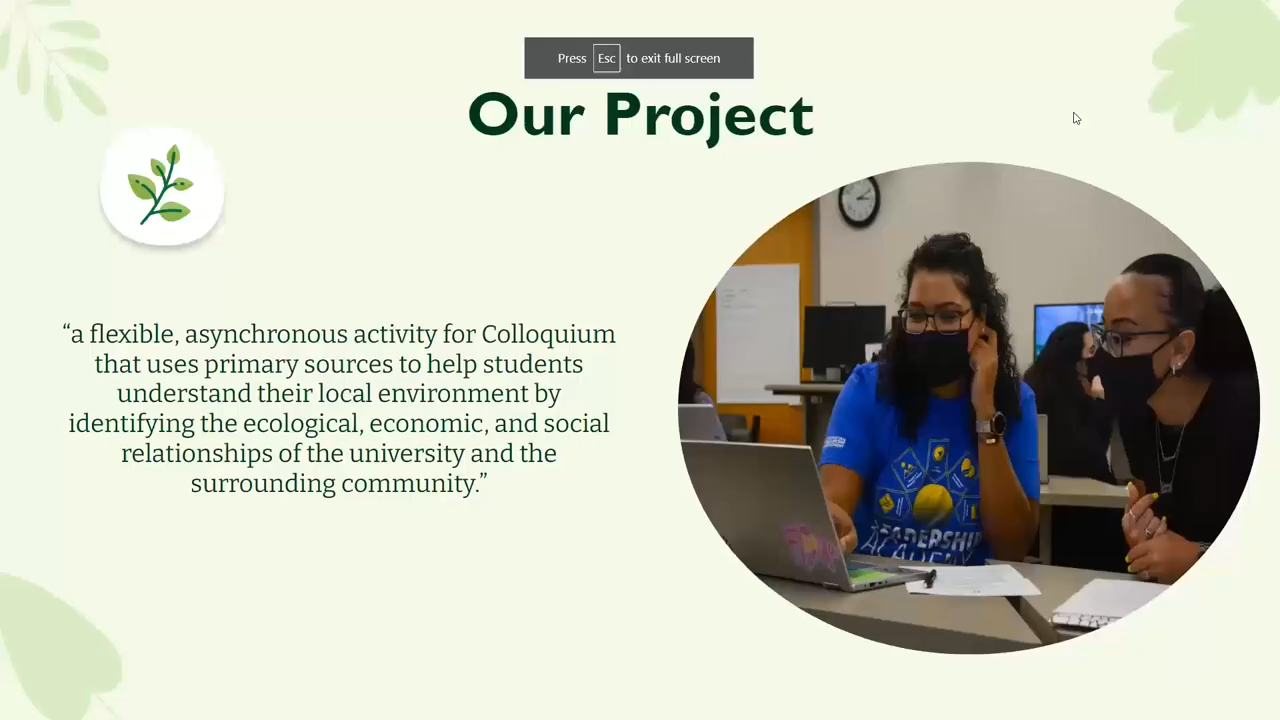 Press Esc to exit full screen
Our Project
“a flexible, asynchronous activity for Colloquium
that uses primary sources to help students
understand their local environment by
identifying the ecological, economic, and social
relationships of the university and the
surrounding community.”
LEADERSHIP
ACADEMY